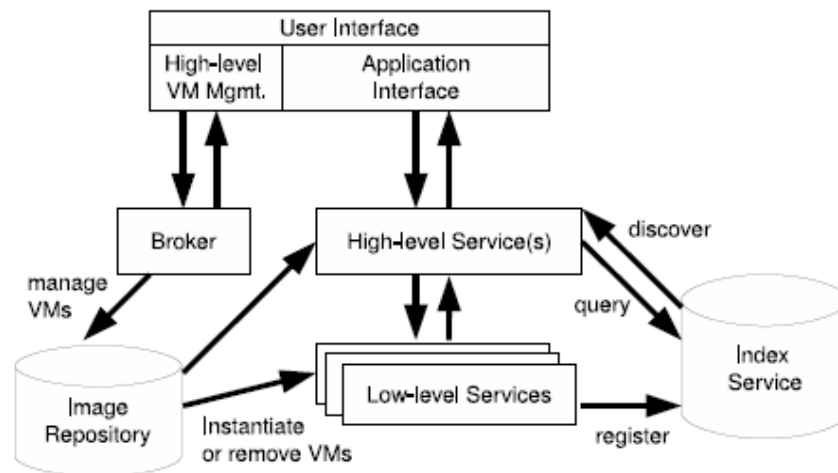 User Interface
High-level
VM Mgmt.
Application
Interface
Broker
High-level Service(s)
discover
manage
VMs
query
Image
Repository
Low-level Services
Index
Service
Instantiate
or remove VMs
register